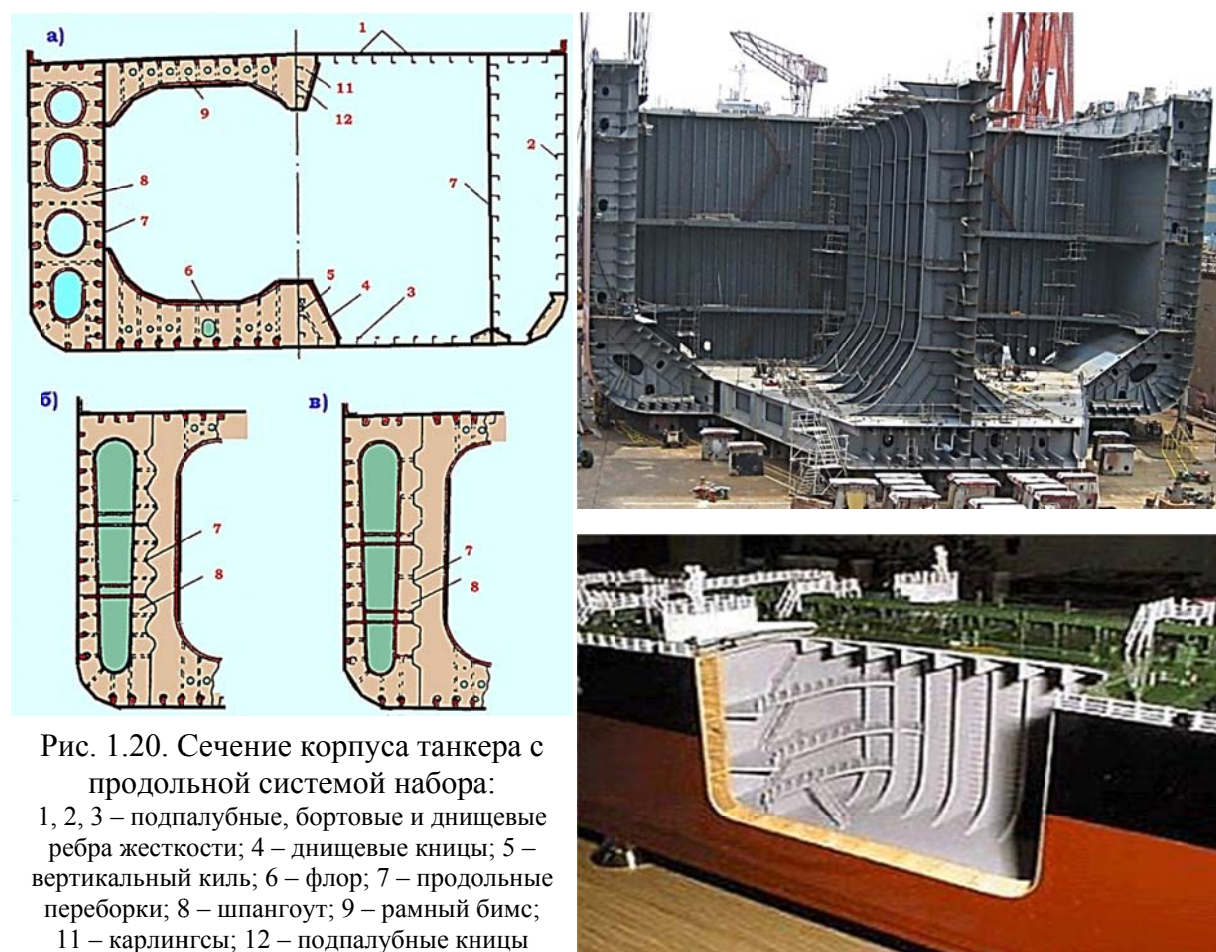 а)
1
11
9
12
2
8
7
7
6
5
4
3
б)
в)
7
7
8
8
Рис. 1.20. Сечение корпуса танкера с
продольной системой набора:
1, 2, 3 – подпалубные, бортовые и днищевые
ребра жесткости; 4 – днищевые кницы; 5 –
вертикальный киль; 6 – флор; 7 – продольные
переборки; 8 – шпангоут; 9 – рамный бимс;
11 – карлингсы; 12 – подпалубные кницы